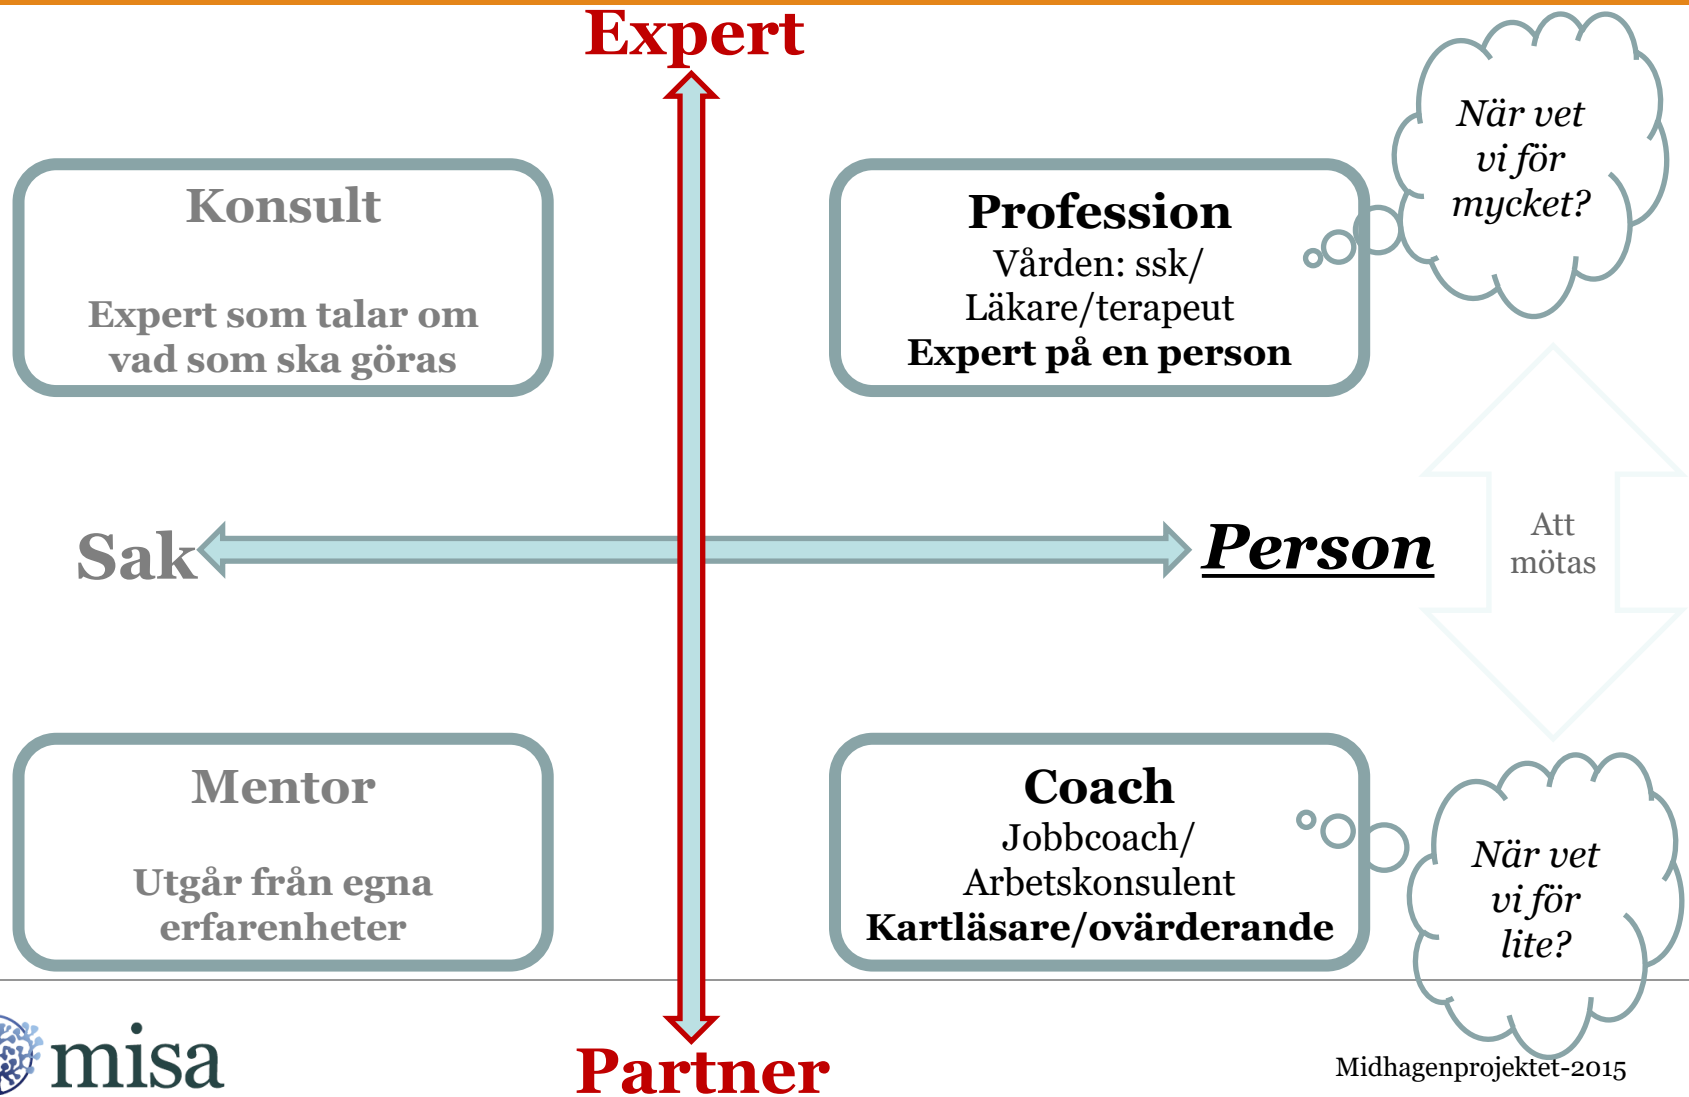 Expert
Konsult
Expert som talar om
vad som ska göras
Profession
Vården: ssk/
Läkare/terapeut
Expert på en person
När vet
vi för
mycket?
Sak
Person
Att
mötas
Mentor
Utgår från egna
erfarenheter
Coach
Jobbcoach/
Arbetskonsulent
Kartläsare/ovärderande
När vet
vi för
lite?
misa
Partner
Midhagenprojektet-2015